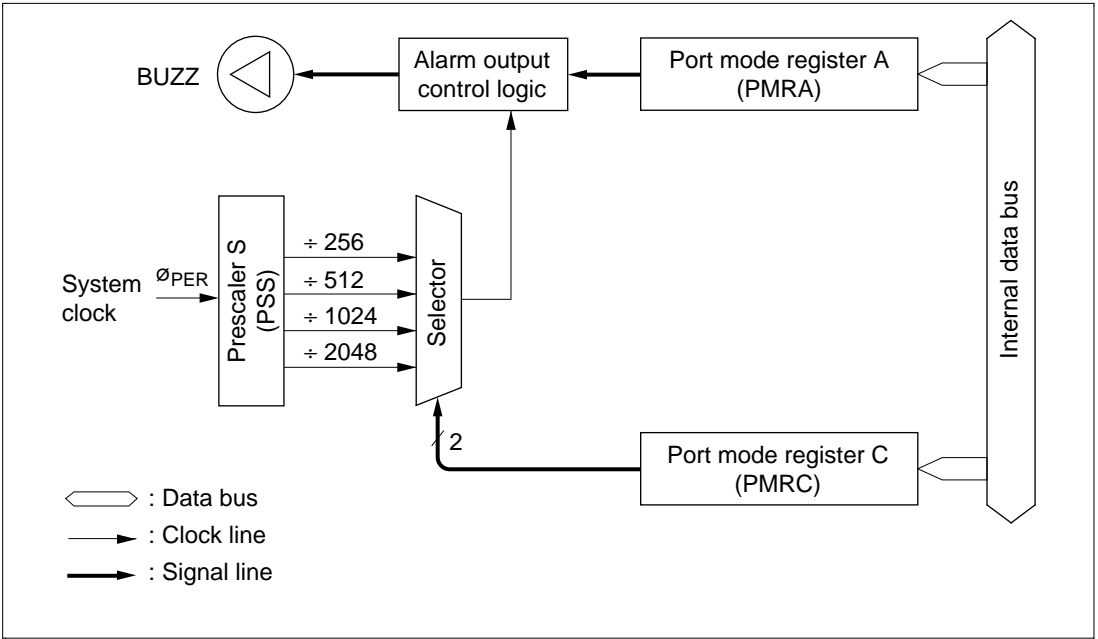 BUZZ
Alarm output
control logic
Port mode register A
(PMRA)
Internal data bus
System
clock
øPER
Prescaler S
(PSS)
÷ 256
÷ 512
÷ 1024
÷ 2048
Selector
2
Port mode register C
(PMRC)
: Data bus
: Clock line
: Signal line